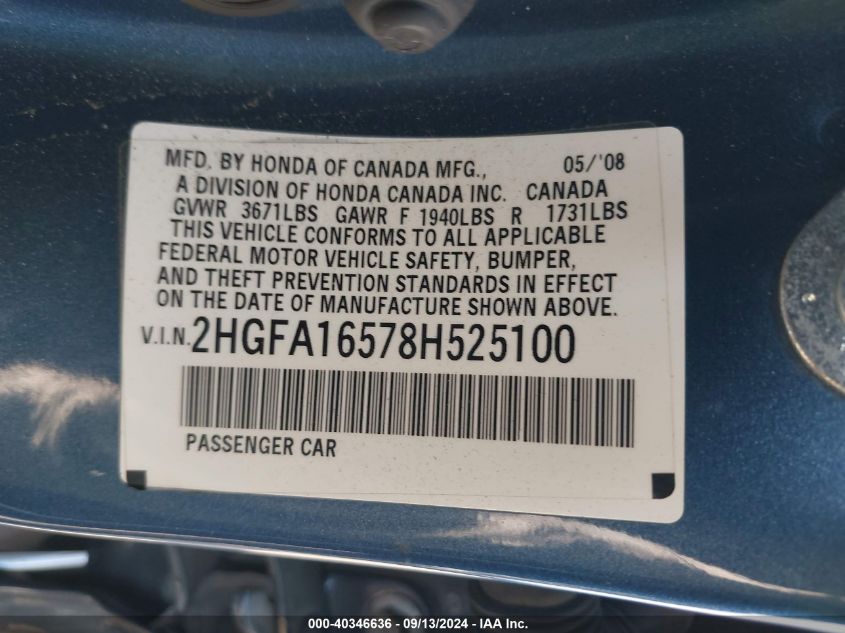 MFD. BY HONDA OF CANADA MFG., 05/'08
A DIVISION OF HONDA CANADA INC. CANADA
GVWR 3671LBS GAWR F 1940LBS R 1731LBS
THIS VEHICLE CONFORMS TO ALL APPLICABLE
FEDERAL MOTOR VEHICLE SAFETY, BUMPER,
AND THEFT PREVENTION STANDARDS IN EFFECT
ON THE DATE OF MANUFACTURE SHOWN ABOVE.
V.I.N. 2HGFA16578H525100
PASSENGER CAR
000-40346636 - 09/13/2024 - IAA Inc.